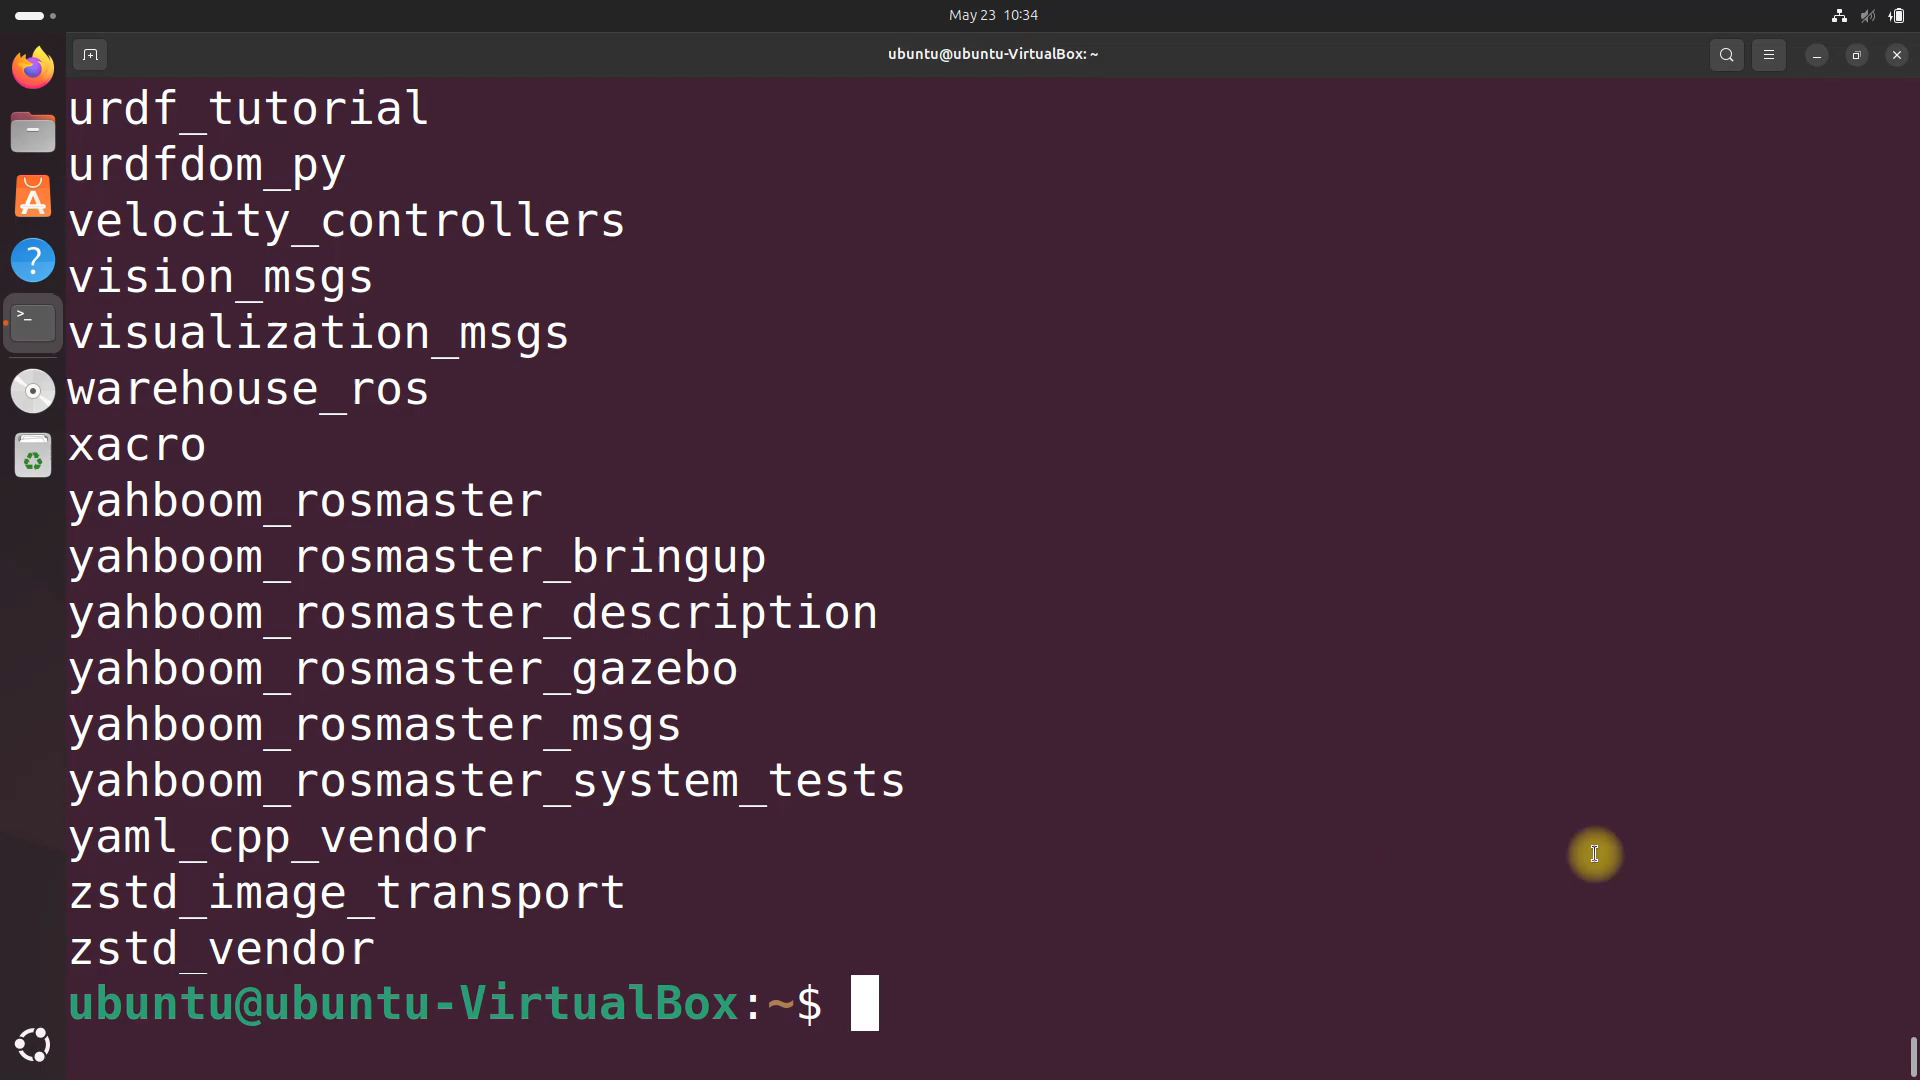 May 23 10:34
ubuntu@ubuntu-VirtualBox: ~
urdf_tutorial
urdfdom_py
velocity_controllers
vision_msgs
visualization_msgs
warehouse_ros
xacro
yahboom_rosmaster
yahboom_rosmaster_bringup
yahboom_rosmaster_description
yahboom_rosmaster_gazebo
yahboom_rosmaster_msgs
yahboom_rosmaster_system_tests
yaml_cpp_vendor
zstd_image_transport
zstd_vendor
ubuntu@ubuntu-VirtualBox:~$